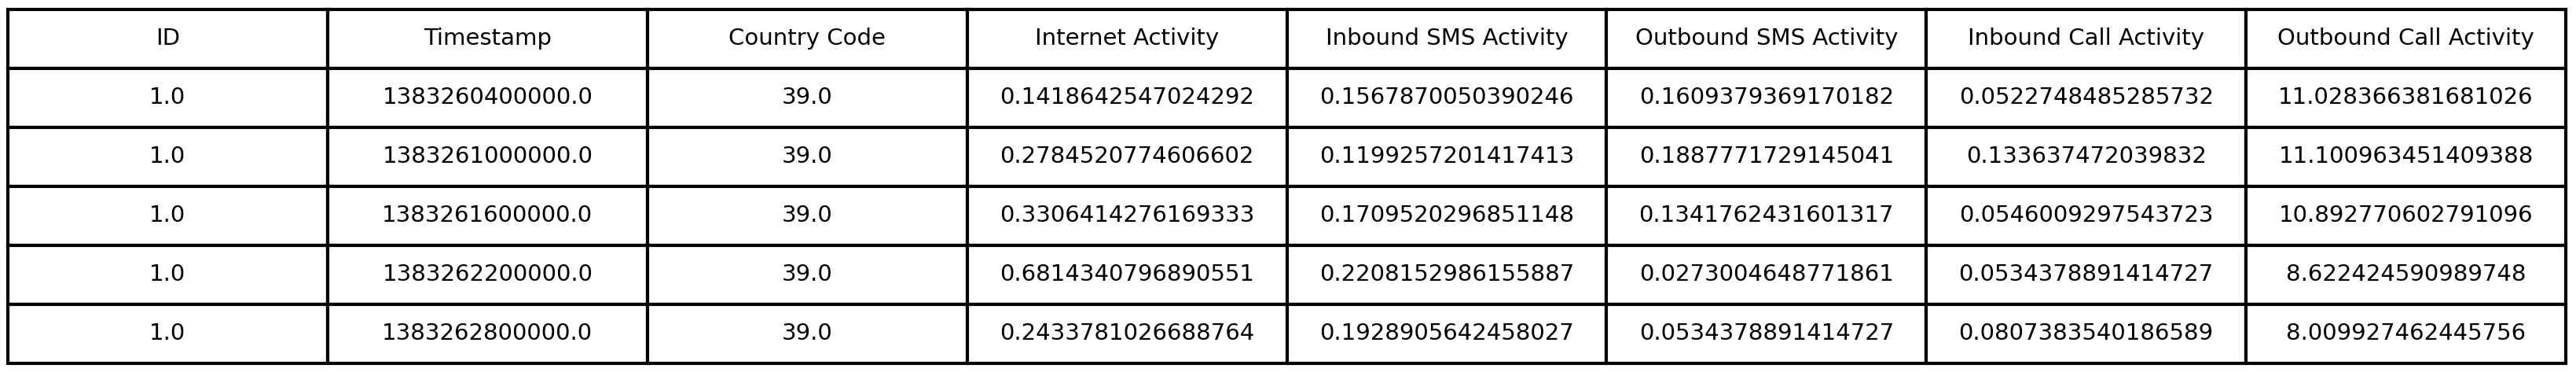 ID Timestamp Country Code Internet Activity Inbound SMS Activity Outbound SMS Activity Inbound Call Activity Outbound Call Activity
1.0 1383260400000.0 39.0 0.1418642547024292 0.1567870050390246 0.1609379369170182 0.0522748485285732 11.028366381681026
1.0 1383261000000.0 39.0 0.2784520774606602 0.1199257201417413 0.1887771729145041 0.133637472039832 11.100963451409388
1.0 1383261600000.0 39.0 0.3306414276169333 0.1709520296851148 0.1341762431601317 0.0546009297543723 10.892770602791096
1.0 1383262200000.0 39.0 0.6814340796890551 0.2208152986155887 0.0273004648771861 0.0534378891414727 8.622424590989748
1.0 1383262800000.0 39.0 0.2433781026688764 0.1928905642458027 0.0534378891414727 0.0807383540186589 8.009927462445756